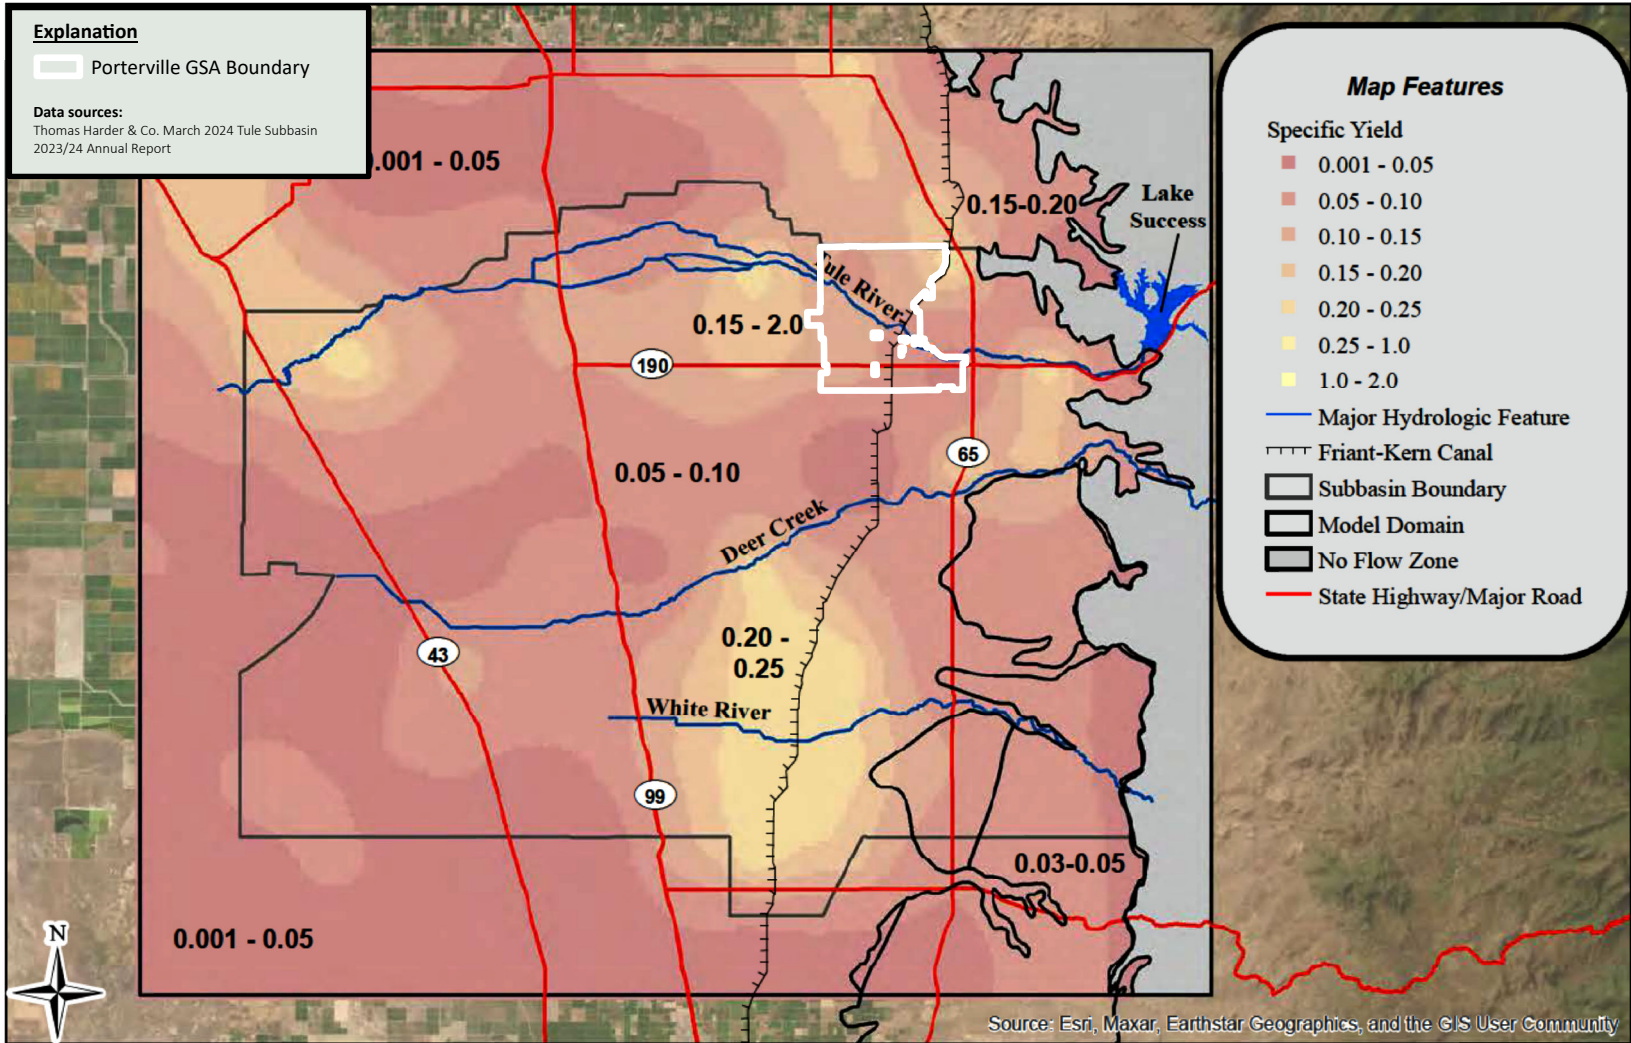 Explanation
Porterville GSA Boundary
Data sources:
Thomas Harder & Co. March 2024 Tule Subbasin
2023/24 Annual Report
.001 - 0.05
0.15-0.20
Lake
Success
Tule River
0.15 - 2.0
190
65
0.05 - 0.10
Deer Creek
0.20 -
0.25
43
White River
99
0.03-0.05
0.001 - 0.05
N
Map Features
Specific Yield
0.001 - 0.05
0.05 - 0.10
0.10 - 0.15
0.15 - 0.20
0.20 - 0.25
0.25 - 1.0
1.0 - 2.0
Major Hydrologic Feature
Friant-Kern Canal
Subbasin Boundary
Model Domain
No Flow Zone
State Highway/Major Road
Source: Esri, Maxar, Earthstar Geographics, and the GIS User Community